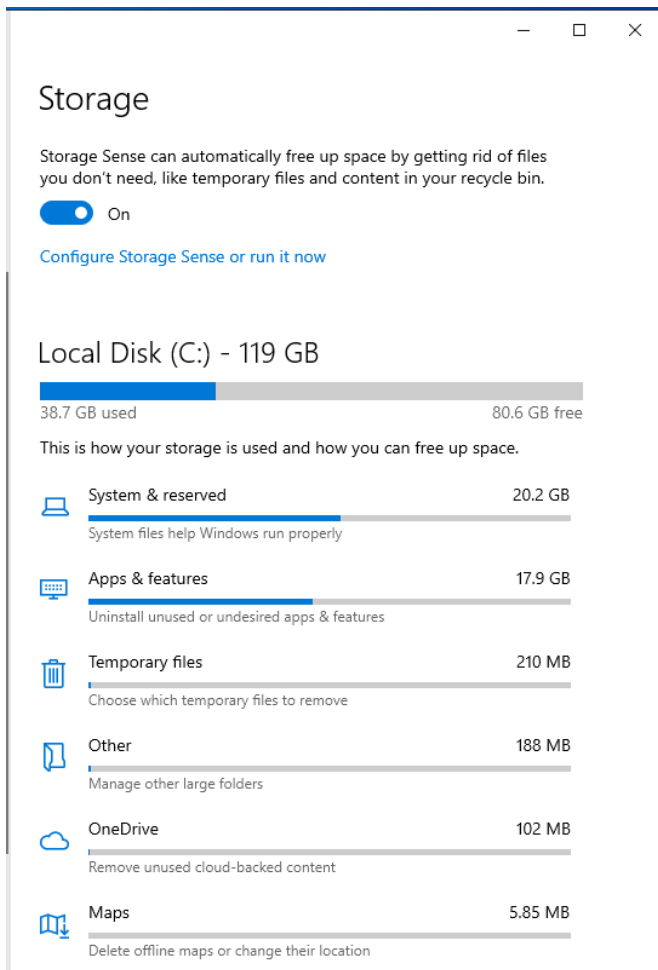 Storage
Storage Sense can automatically free up space by getting rid of files
you don’t need, like temporary files and content in your recycle bin.
On
Configure Storage Sense or run it now
Local Disk (C:) - 119 GB
38.7 GB used 80.6 GB free
This is how your storage is used and how you can free up space.
System & reserved 20.2 GB
System files help Windows run properly
Apps & features 17.9 GB
Uninstall unused or undesired apps & features
Temporary files 210 MB
Choose which temporary files to remove
Other 188 MB
Manage other large folders
OneDrive 102 MB
Remove unused cloud-backed content
Maps 5.85 MB
Delete offline maps or change their location